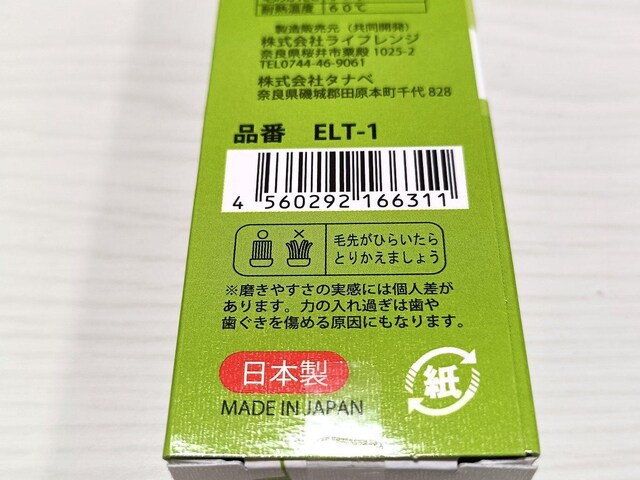 耐熱温度 60℃
製造販売元(共同開発)
株式会社ライフレンジ
奈良県桜井市粟殿 1025-2
TEL0744-46-9061
株式会社タナベ
奈良県磯城郡田原本町千代 828
品番 ELT-1
4 560292 166311
毛先がひらいたら
とりかえましょう
※磨きやすさの実感には個人差が
あります。力の入れ過ぎは歯や
歯ぐきを傷める原因にもなります。
日本製
MADE IN JAPAN
紙